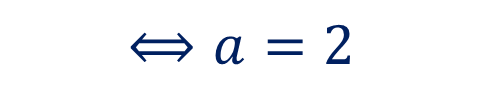 ⟺ a = 2